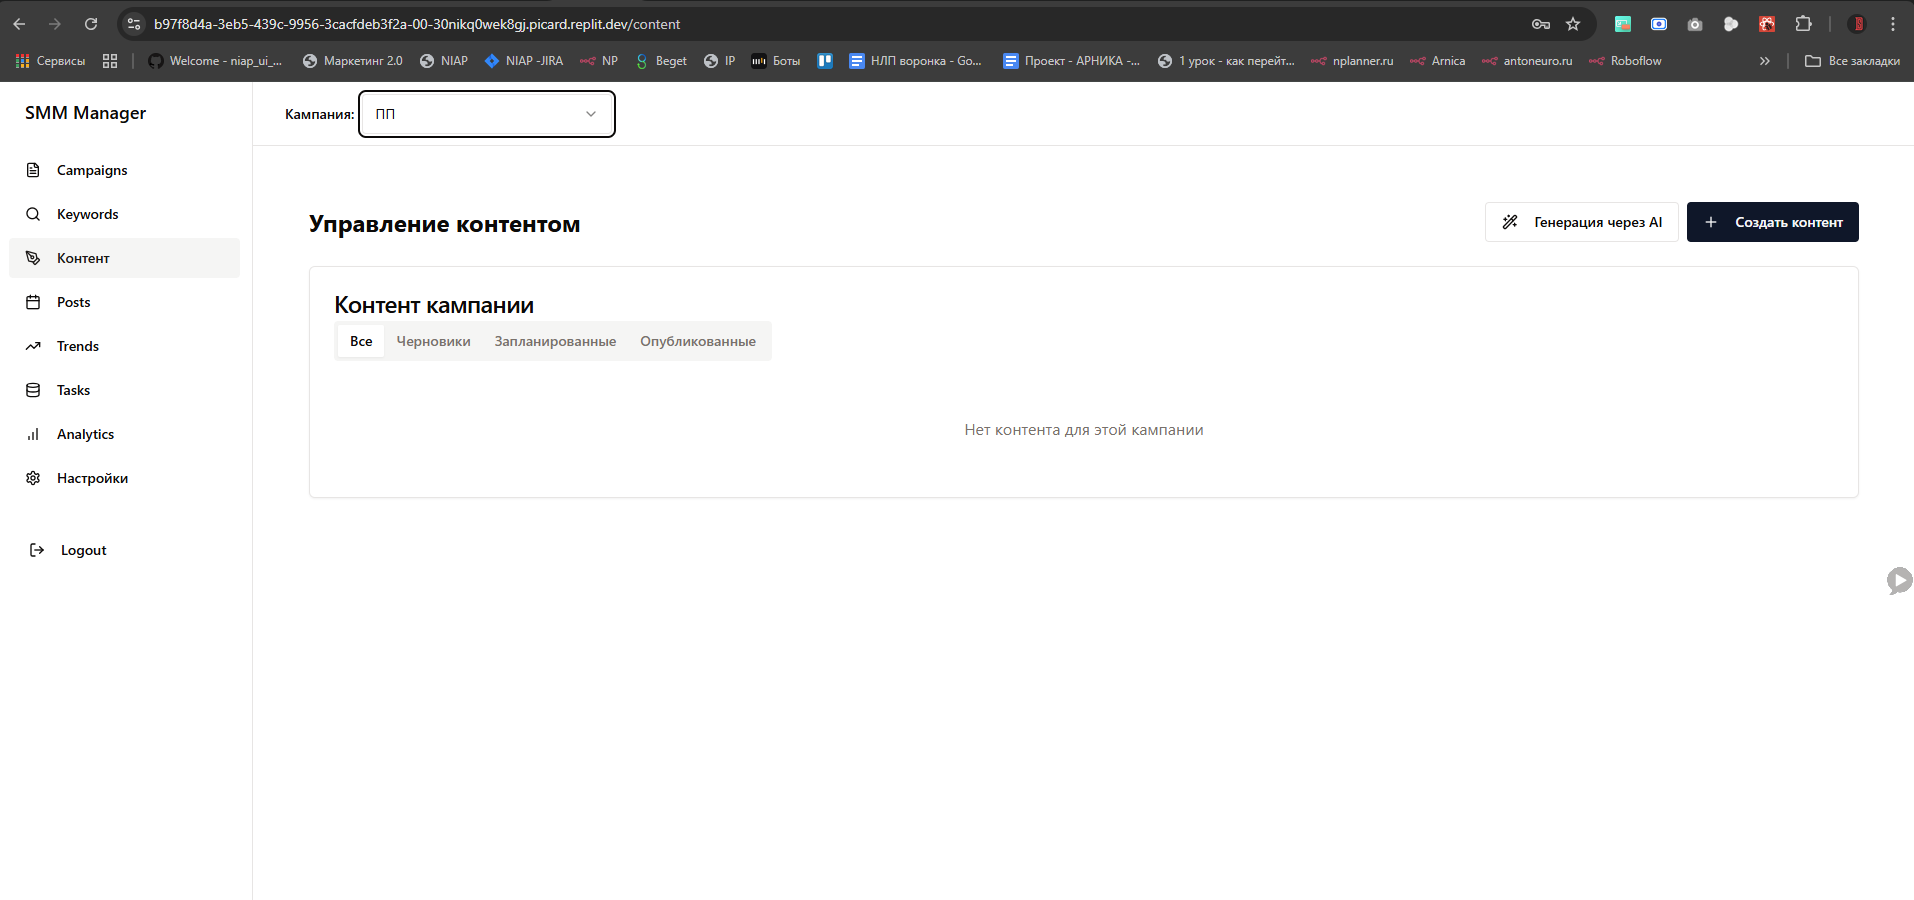 b97f8d4a-3eb5-439c-9956-3cacfdeb3f2a-00-30nikq0wek8gj.picard.replit.dev/content
Сервисы Welcome - niap_ui_... Маркетинг 2.0 NIAP NIAP -JIRA NP Beget IP Боты НЛП воронка - Go... Проект - АРНИКА -... 1 урок - как перейт... nplanner.ru Arnica antoneuro.ru Roboflow » Все закладки
SMM Manager
Кампания: ПП
Campaigns
Keywords
Контент
Posts
Trends
Tasks
Analytics
Настройки
Logout
Управление контентом
Генерация через AI
Создать контент
Контент кампании
Все Черновики Запланированные Опубликованные
Нет контента для этой кампании